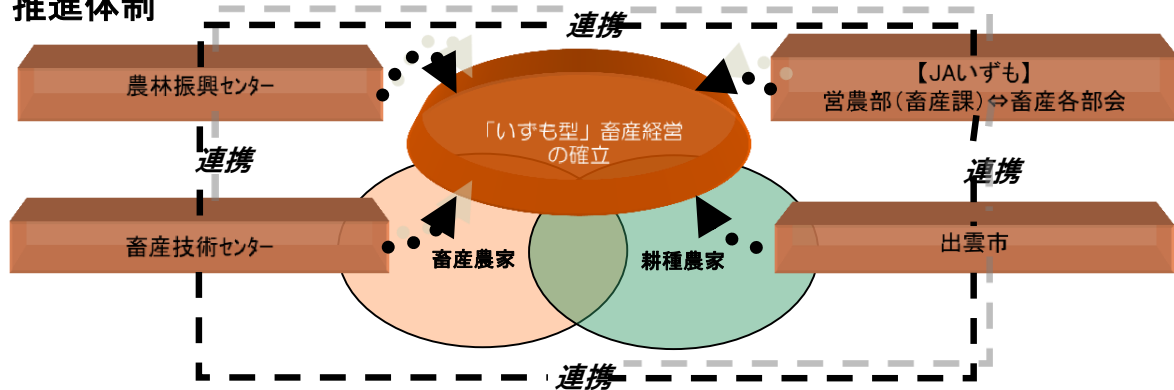 推進体制
連携
農林振興センター
【JAいずも】
営農部（畜産課）⇔畜産各部会
「いずも型」畜産経営
の確立
連携
連携
畜産技術センター
出雲市
畜産農家
耕種農家
連携